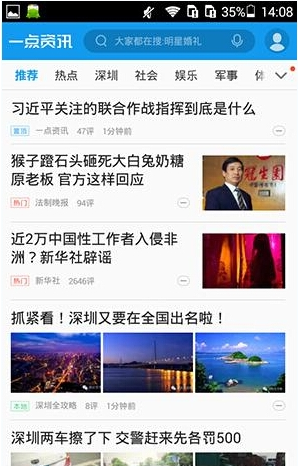 35% 14:08
一点资讯 大家都在搜:明星婚礼
推荐 热点 深圳 社会 娱乐 军事
习近平关注的联合作战指挥到底是什么
置顶 一点资讯 47评 1分钟前
猴子蹬石头砸死大白兔奶糖
原老板 官方这样回应
热门 法制晚报 94评
冠生園
近2万中国性工作者入侵非
洲？新华社辟谣
热门 新华社 2646评
抓紧看！深圳又要在全国出名啦！
本地 深圳全攻略 8评 1分钟前
深圳两车擦了下 交警赶来先各罚500